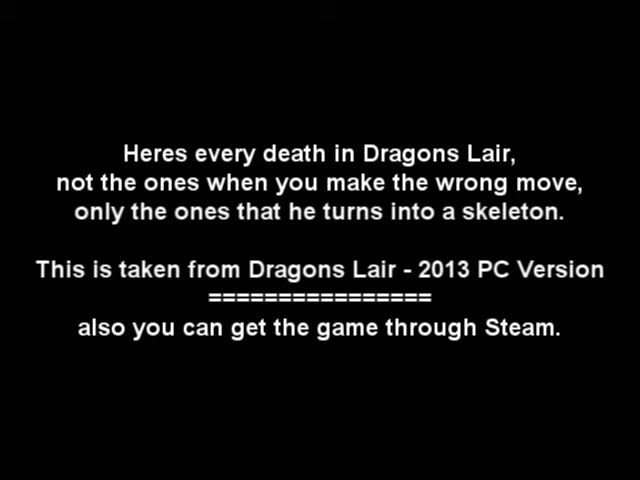 Heres every death in Dragons Lair,
not the ones when you make the wrong move,
only the ones that he turns into a skeleton.
This is taken from Dragons Lair - 2013 PC Version
================
also you can get the game through Steam.